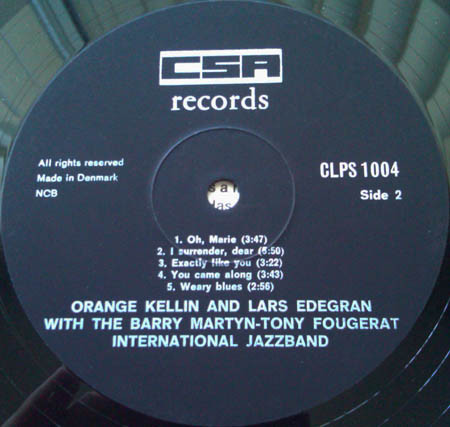 CSA
records
All rights reserved
Made in Denmark
NCB
CLPS 1004
Side 2
1. Oh, Marie (3:47)
2. I surrender, dear (5:50)
3. Exactly like you (3:22)
4. You came along (3:43)
5. Weary blues (2:56)
ORANGE KELLIN AND LARS EDEGRAN
WITH THE BARRY MARTYN-TONY FOUGERAT
INTERNATIONAL JAZZBAND